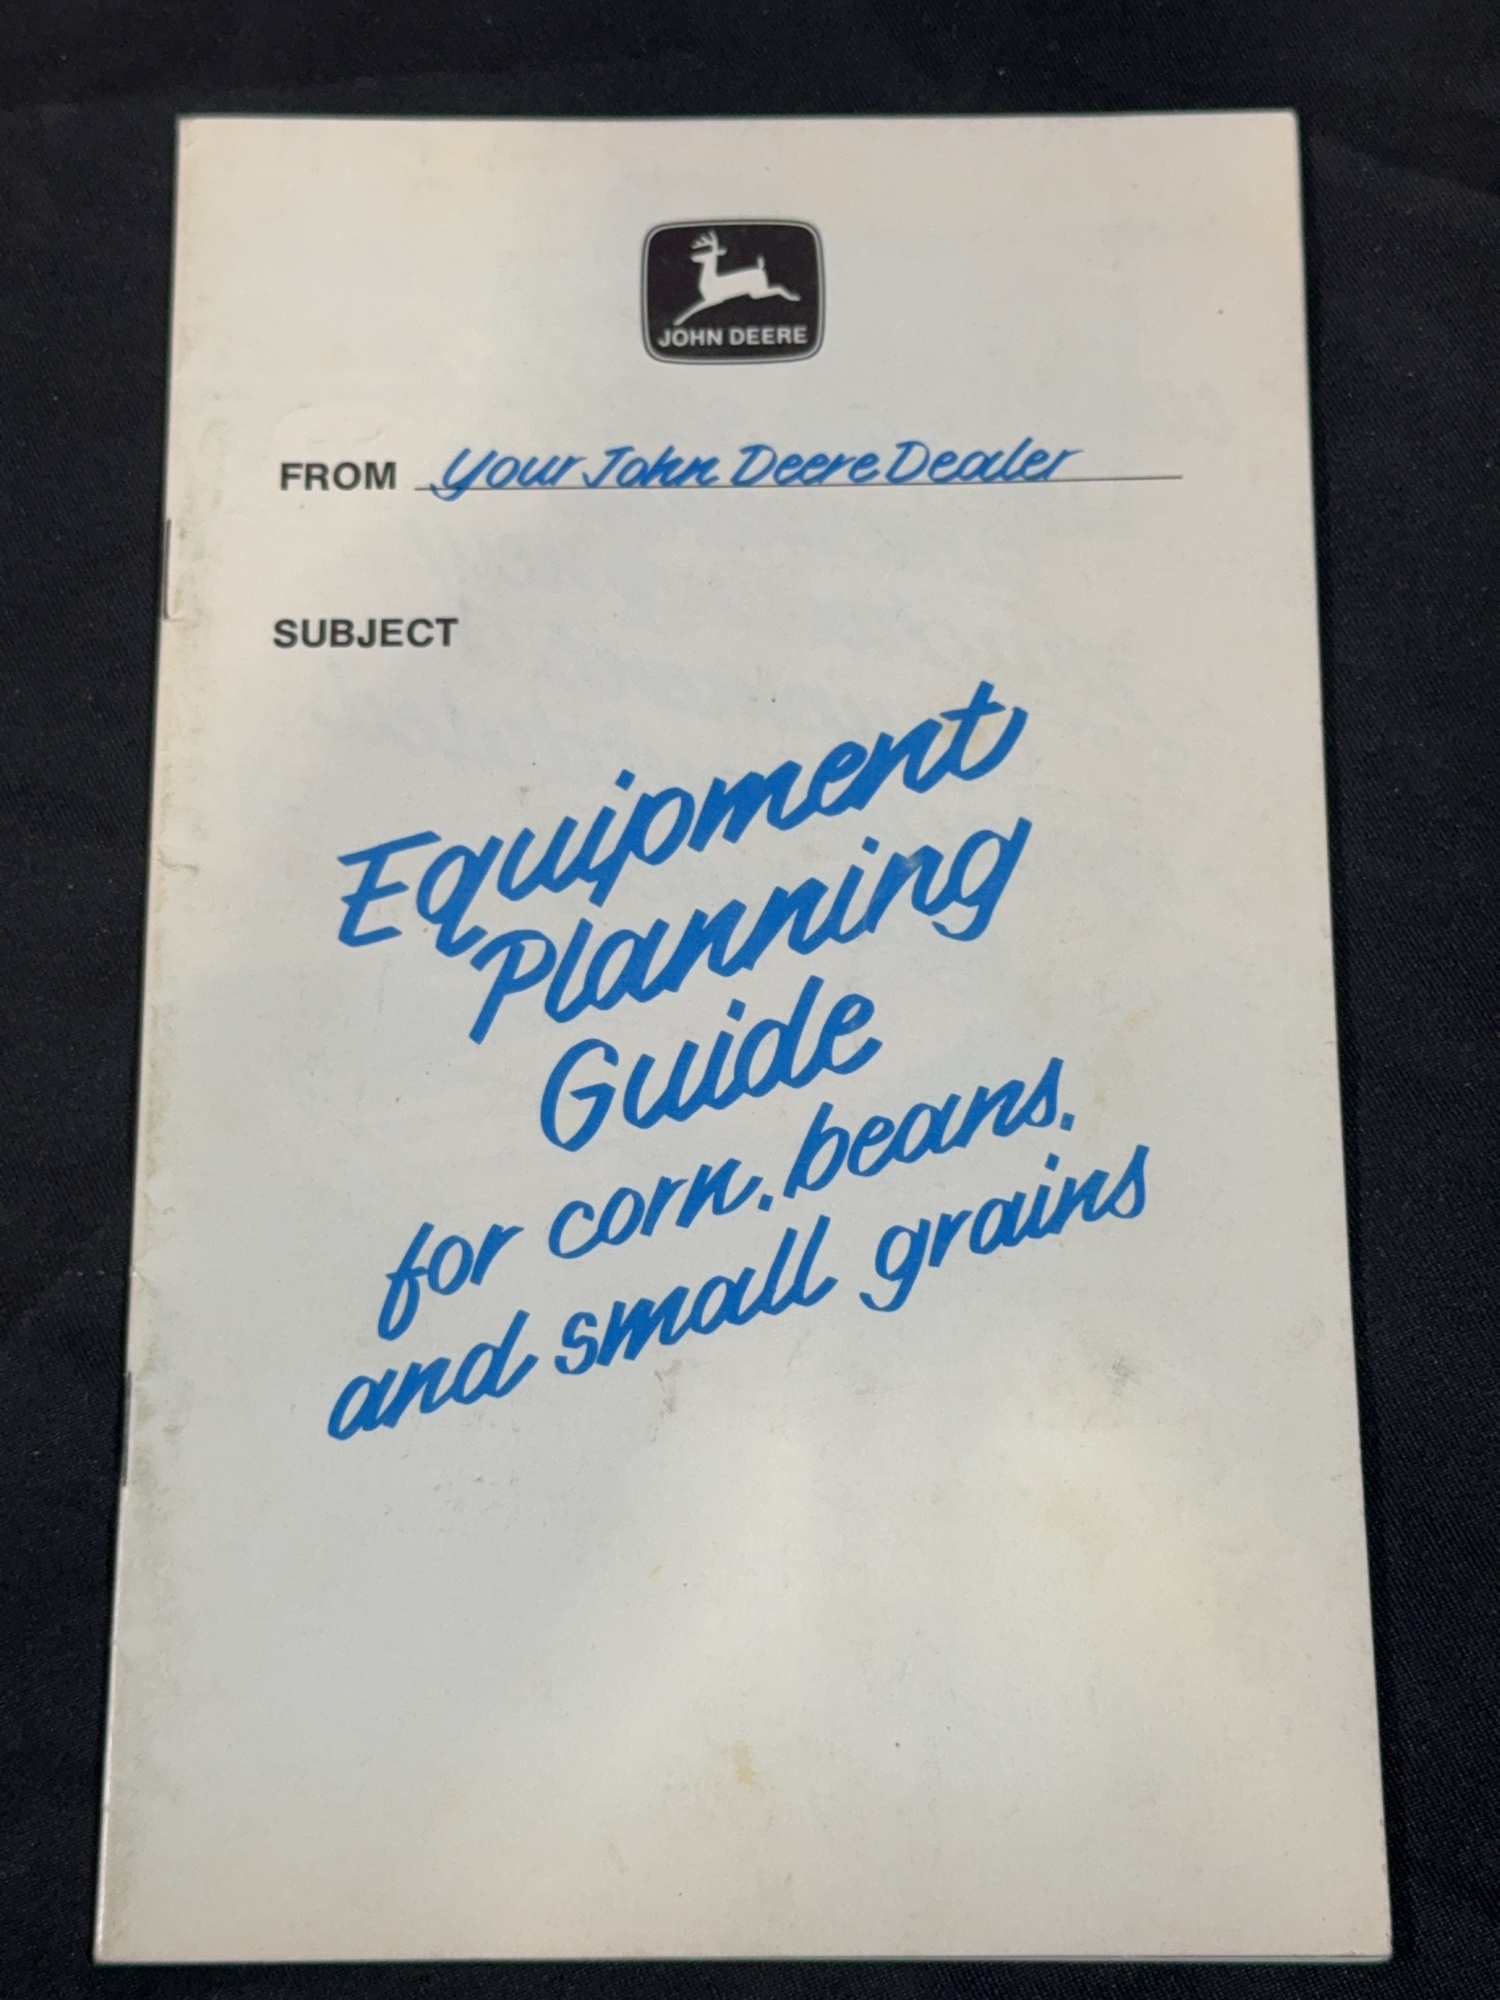 JOHN DEERE
FROM Your John Deere Dealer
SUBJECT
Equipment
Planning
Guide
for corn, beans,
and small grains